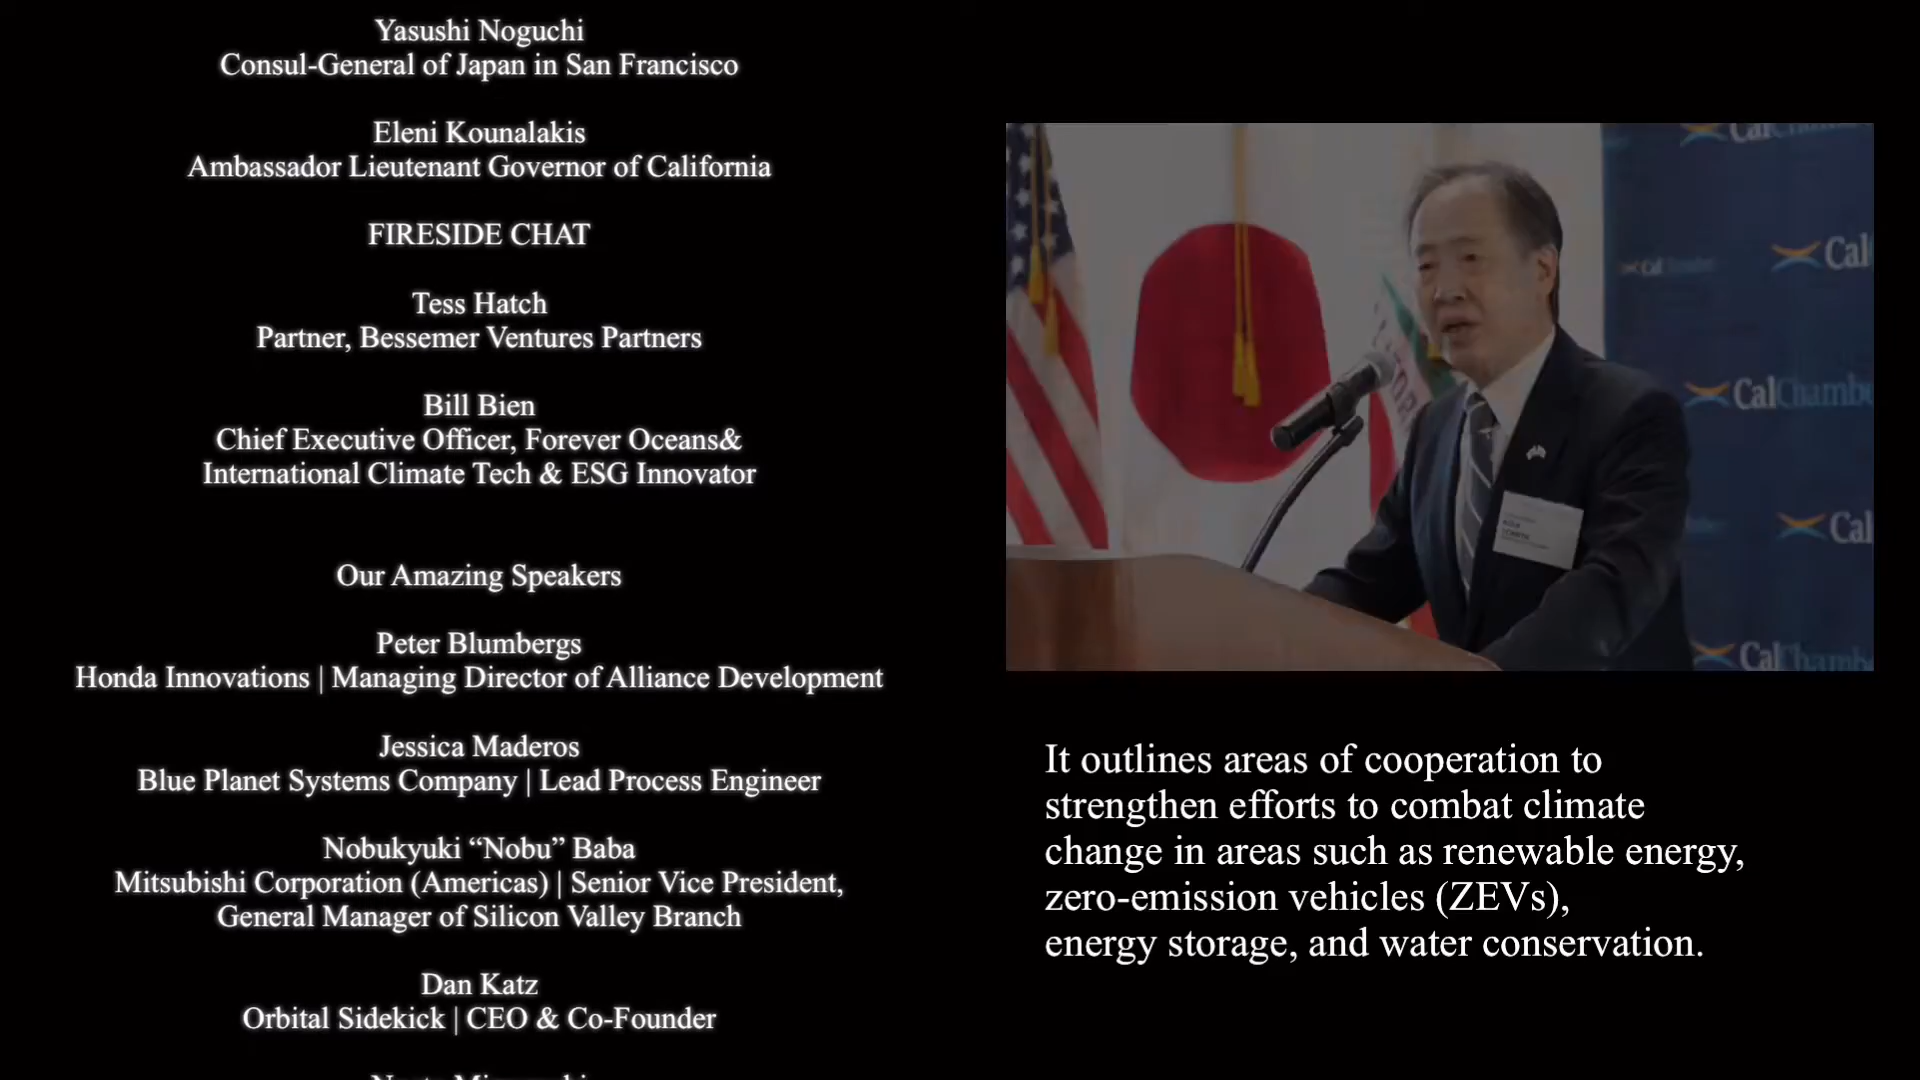 Yasushi Noguchi
Consul-General of Japan in San Francisco
Eleni Kounalakis
Ambassador Lieutenant Governor of California
FIRESIDE CHAT
Tess Hatch
Partner, Bessemer Ventures Partners
Bill Bien
Chief Executive Officer, Forever Oceans&
International Climate Tech & ESG Innovator
Our Amazing Speakers
Peter Blumbergs
Honda Innovations | Managing Director of Alliance Development
Jessica Maderos
Blue Planet Systems Company | Lead Process Engineer
Nobukyuki “Nobu” Baba
Mitsubishi Corporation (Americas) | Senior Vice President,
General Manager of Silicon Valley Branch
Dan Katz
Orbital Sidekick | CEO & Co-Founder
CalChambe
Cal
CalChambe
Cal
CalChambe
It outlines areas of cooperation to
strengthen efforts to combat climate
change in areas such as renewable energy,
zero-emission vehicles (ZEVs),
energy storage, and water conservation.